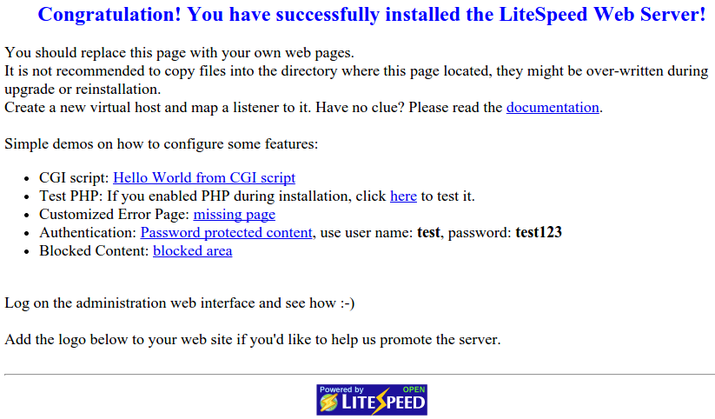 Congratulation! You have successfully installed the LiteSpeed Web Server!
You should replace this page with your own web pages.
It is not recommended to copy files into the directory where this page located, they might be over-written during
upgrade or reinstallation.
Create a new virtual host and map a listener to it. Have no clue? Please read the documentation.
Simple demos on how to configure some features:
• CGI script: Hello World from CGI script
• Test PHP: If you enabled PHP during installation, click here to test it.
• Customized Error Page: missing page
• Authentication: Password protected content, use user name: test, password: test123
• Blocked Content: blocked area
Log on the administration web interface and see how :-)
Add the logo below to your web site if you'd like to help us promote the server.
Powered by OPEN
LITESPEED